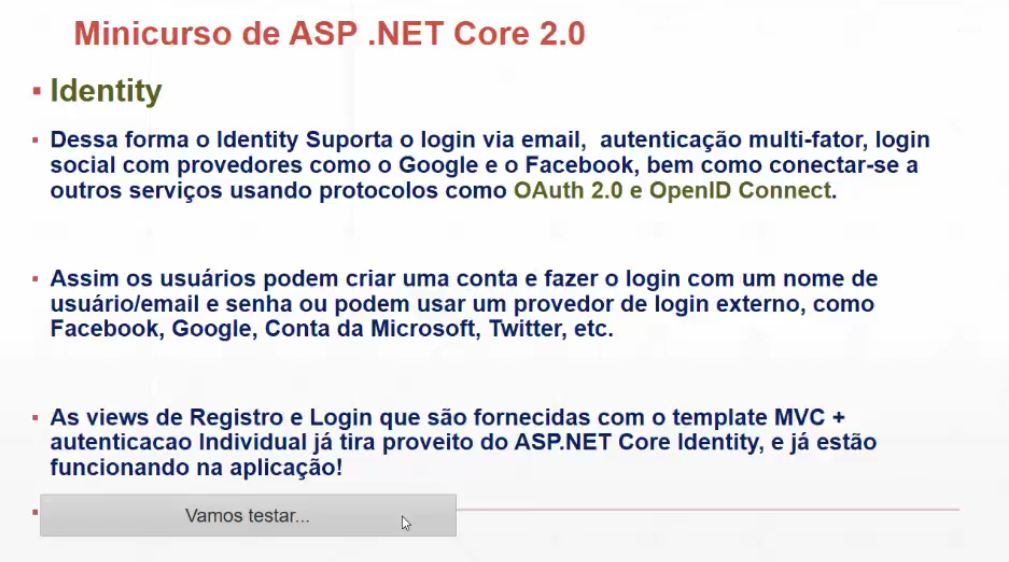 Minicurso de ASP .NET Core 2.0
Identity
Dessa forma o Identity Suporta o login via email, autenticação multi-fator, login
social com provedores como o Google e o Facebook, bem como conectar-se a
outros serviços usando protocolos como OAuth 2.0 e OpenID Connect.
Assim os usuários podem criar uma conta e fazer o login com um nome de
usuário/email e senha ou podem usar um provedor de login externo, como
Facebook, Google, Conta da Microsoft, Twitter, etc.
As views de Registro e Login que são fornecidas com o template MVC +
autenticacao Individual já tira proveito do ASP.NET Core Identity, e já estão
funcionando na aplicação!
Vamos testar...